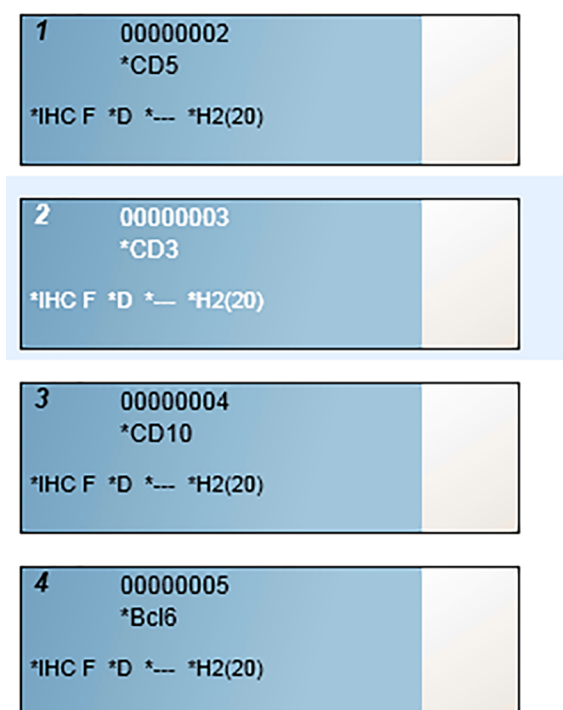 1 00000002
*CD5
*IHC F *D *--- *H2(20)
2 00000003
*CD3
*IHC F *D *--- *H2(20)
3 00000004
*CD10
*IHC F *D *--- *H2(20)
4 00000005
*Bcl6
*IHC F *D *--- *H2(20)